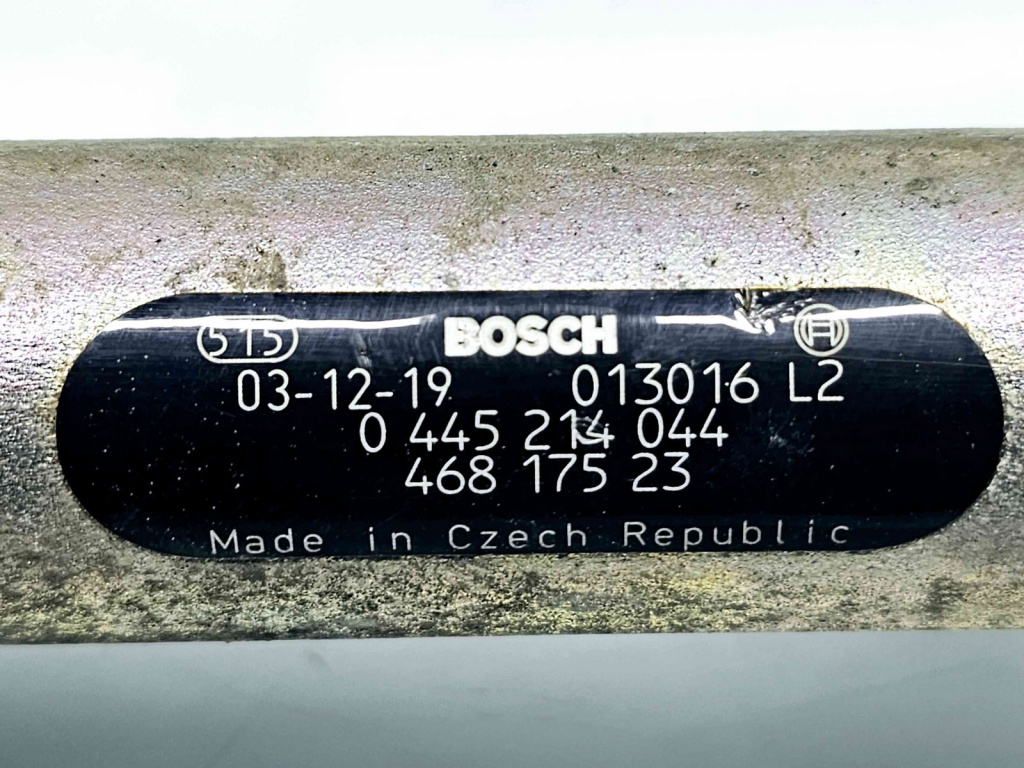 515 BOSCH H
03-12-19 013016 L2
0 445 214 044
468 175 23
Made in Czech Republic